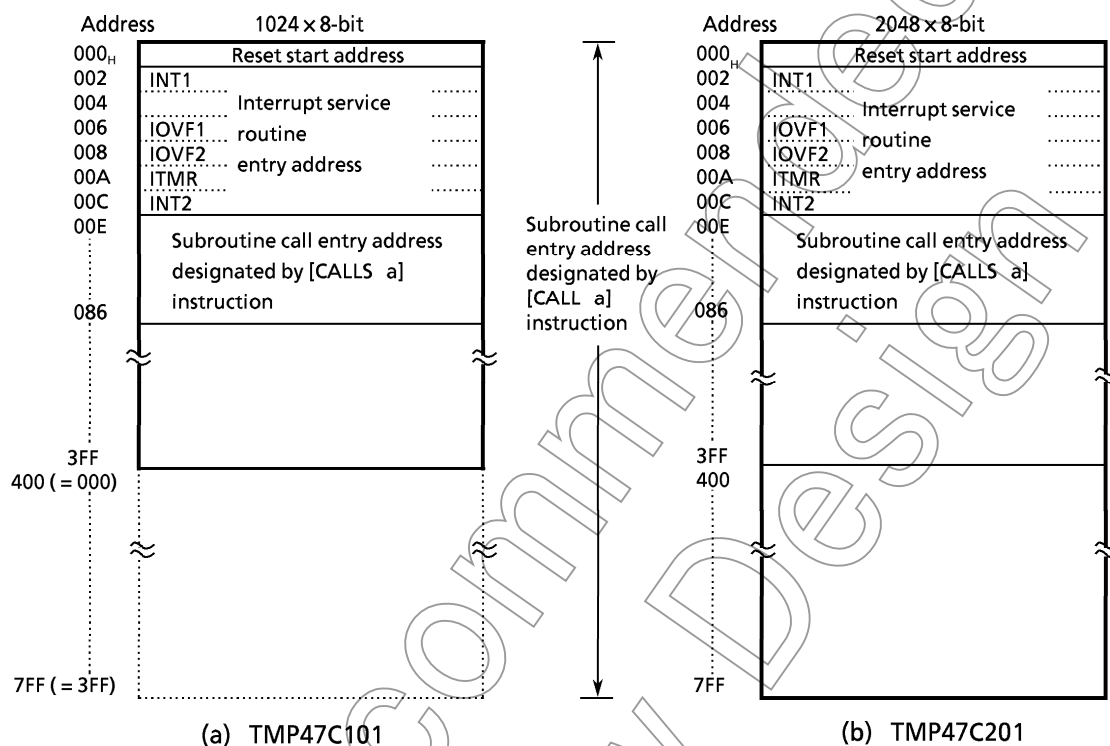 Address 1024 × 8-bit
000H Reset start address
002 INT1
004 Interrupt service
006 IOVF1 routine
008 IOVF2 entry address
00A ITMR
00C INT2
00E
Subroutine call entry address
designated by [CALLS a]
instruction
086
3FF
400 ( = 000)
7FF ( = 3FF)
(a) TMP47C101
Subroutine call
entry address
designated by
[CALL a]
instruction
Address 2048 × 8-bit
000H Reset start address
002 INT1
004 Interrupt service
006 IOVF1 routine
008 IOVF2 entry address
00A ITMR
00C INT2
00E
Subroutine call entry address
designated by [CALLS a]
instruction
086
3FF
400
7FF
(b) TMP47C201
commended
Design